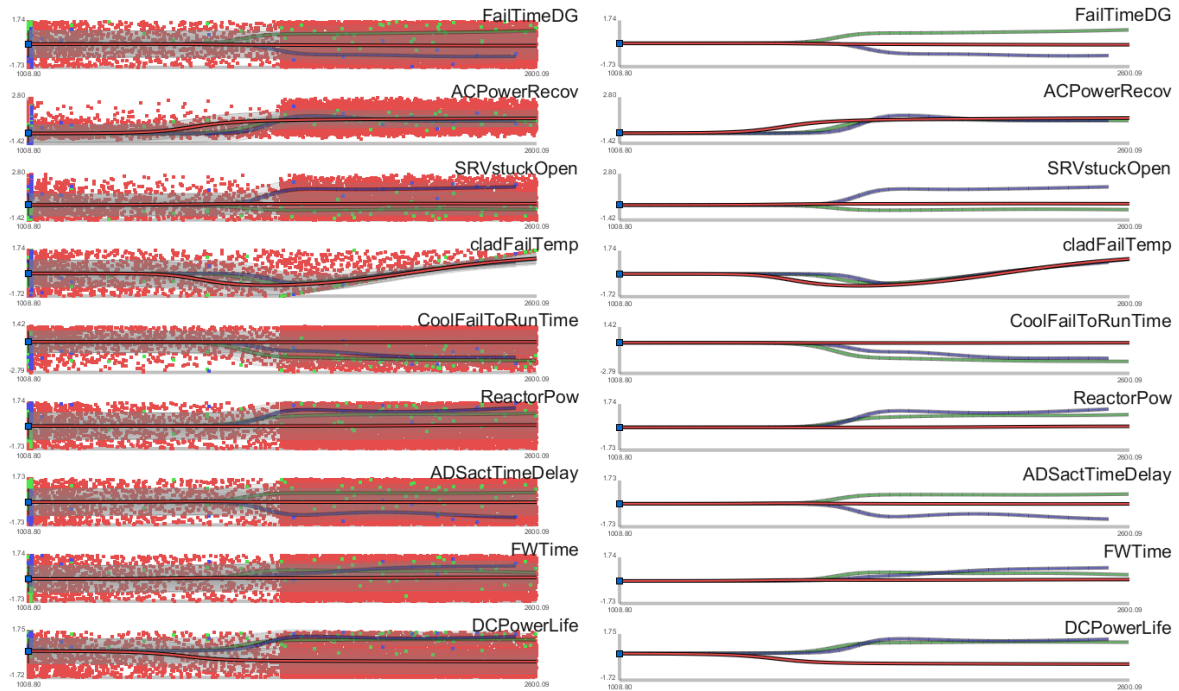 1.74 FailTimeDG
-1.73
1008.80 2600.09
2.80 ACPowerRecov
-1.42
1008.80 2600.09
2.80 SRVstuckOpen
-1.42
1008.80 2600.09
1.74 cladFailTemp
-1.72
1008.80 2600.09
1.42 CoolFailToRunTime
-2.79
1008.80 2600.09
1.74 ReactorPow
-1.73
1008.80 2600.09
1.73 ADSactTimeDelay
-1.73
1008.80 2600.09
1.74 FWTime
-1.73
1008.80 2600.09
1.75 DCPowerLife
-1.72
1008.80 2600.09
1.74 FailTimeDG
-1.73
1008.80 2600.09
2.80 ACPowerRecov
-1.42
1008.80 2600.09
2.80 SRVstuckOpen
-1.42
1008.80 2600.09
1.74 cladFailTemp
-1.72
1008.80 2600.09
1.42 CoolFailToRunTime
-2.79
1008.80 2600.09
1.74 ReactorPow
-1.73
1008.80 2600.09
1.73 ADSactTimeDelay
-1.73
1008.80 2600.09
1.74 FWTime
-1.73
1008.80 2600.09
1.75 DCPowerLife
-1.72
1008.80 2600.09